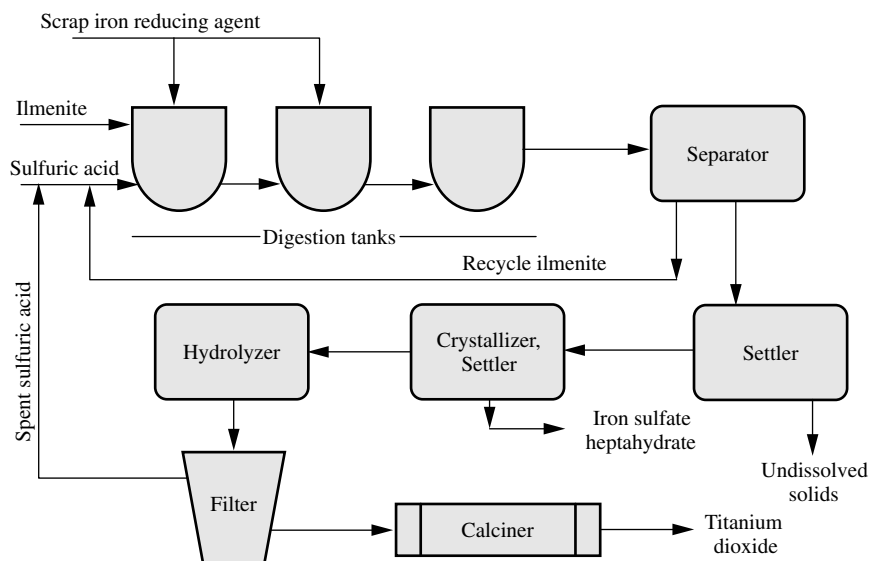 Scrap iron reducing agent
Ilmenite
Sulfuric acid
Separator
Digestion tanks
Recycle ilmenite
Spent sulfuric acid
Hydrolyzer
Crystallizer,
Settler
Settler
Iron sulfate
heptahydrate
Undissolved
solids
Filter
Calciner
Titanium
dioxide